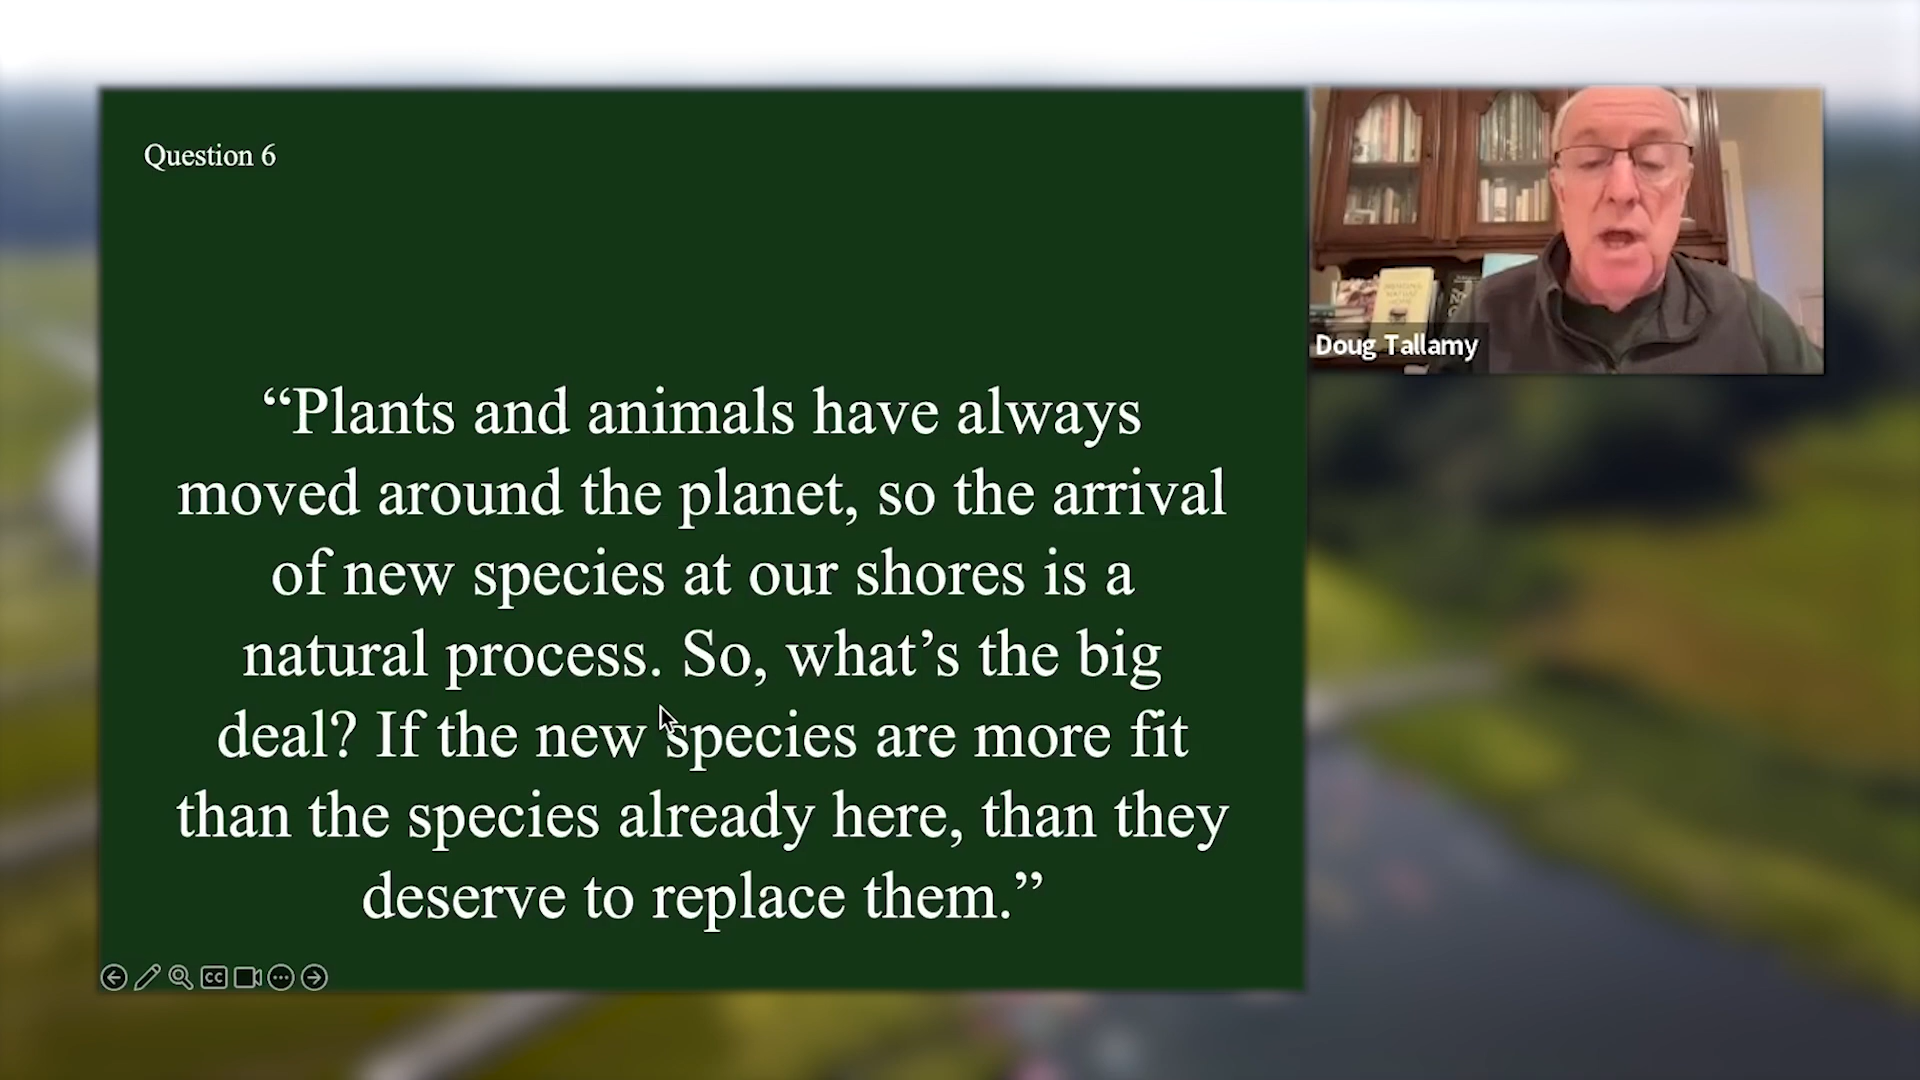 Question 6
“Plants and animals have always
moved around the planet, so the arrival
of new species at our shores is a
natural process. So, what’s the big
deal? If the new species are more fit
than the species already here, than they
deserve to replace them.”
Doug Tallamy
CC